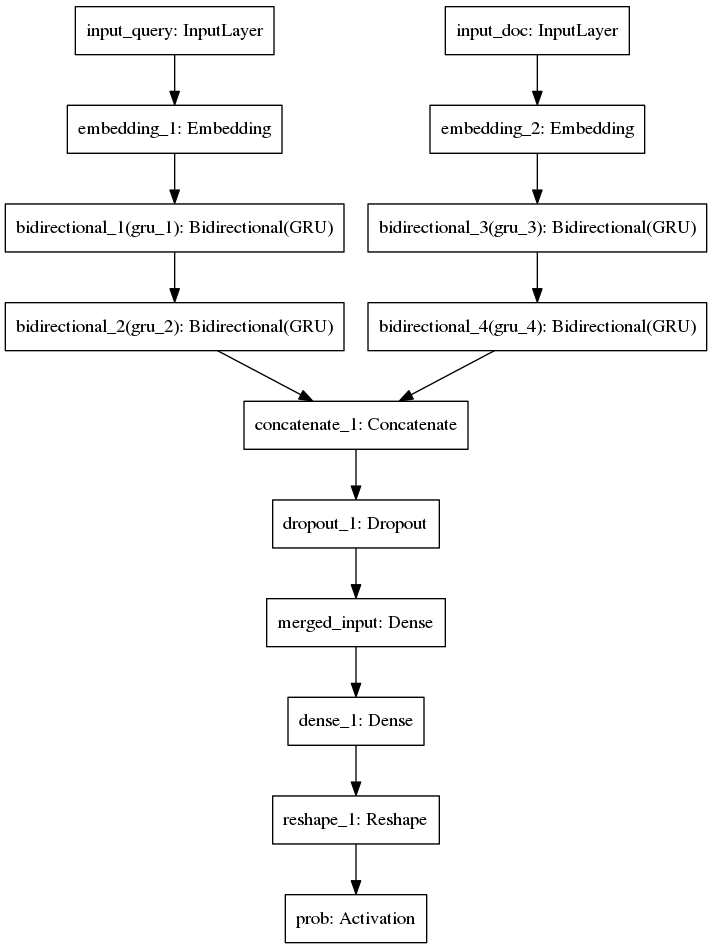 input_query: InputLayer
input_doc: InputLayer
embedding_1: Embedding
embedding_2: Embedding
bidirectional_1(gru_1): Bidirectional(GRU)
bidirectional_3(gru_3): Bidirectional(GRU)
bidirectional_2(gru_2): Bidirectional(GRU)
bidirectional_4(gru_4): Bidirectional(GRU)
concatenate_1: Concatenate
dropout_1: Dropout
merged_input: Dense
dense_1: Dense
reshape_1: Reshape
prob: Activation